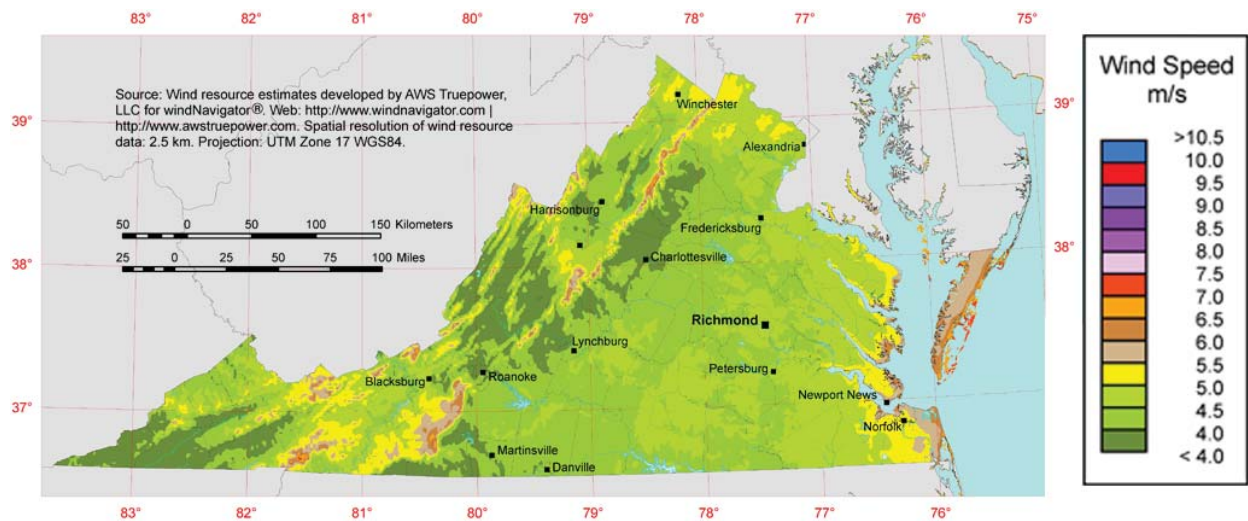 83° 82° 81° 80° 79° 78° 77° 76° 75°
Source: Wind resource estimates developed by AWS Truepower,
LLC for windNavigator®. Web: http://www.windnavigator.com |
http://www.awstruepower.com. Spatial resolution of wind resource
data: 2.5 km. Projection: UTM Zone 17 WGS84.
50 0 50 100 150 Kilometers
25 0 25 50 75 100 Miles
39°
38°
37°
39°
38°
Winchester
Alexandria
Harrisonburg
Fredericksburg
Charlottesville
Richmond
Lynchburg
Petersburg
Blacksburg
Roanoke
Newport News
Norfolk
Martinsville
Danville
83° 82° 81° 80° 79° 78° 77° 76°
Wind Speed
m/s
>10.5
10.0
9.5
9.0
8.5
8.0
7.5
7.0
6.5
6.0
5.5
5.0
4.5
4.0
< 4.0